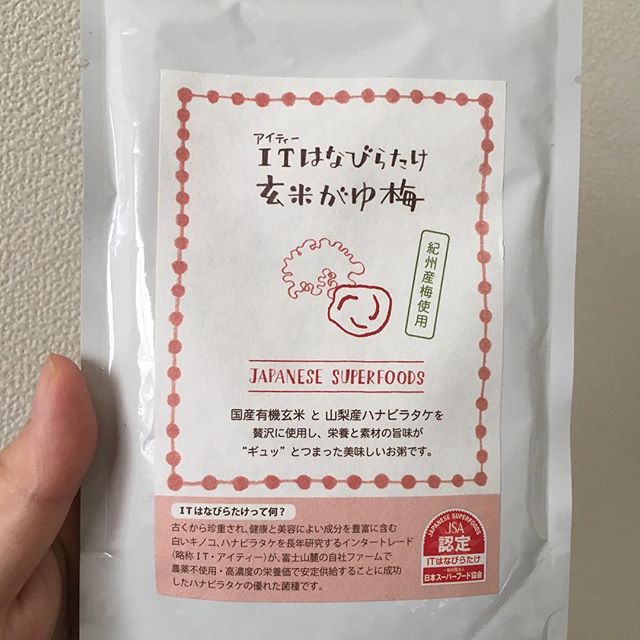 アイティー
ITはなびらたけ
玄米がゆ梅
紀州産梅使用
JAPANESE SUPERFOODS
国産有機玄米 と 山梨産ハナビラタケを
贅沢に使用し、栄養と素材の旨味が
“ギュッ”とつまった美味しいお粥です。
ITはなびらたけって何？
古くから珍重され、健康と美容によい成分を豊富に含む
白いキノコ、ハナビラタケを長年研究するインタートレード
（略称IT・アイティー）が、富士山麓の自社ファームで
農薬不使用・高濃度の栄養価で安定供給することに成功
したハナビラタケの優れた菌種です。
JAPANESE SUPERFOODS
JSA
認定
ITはなびらたけ
一般社団法人
日本スーパーフード協会